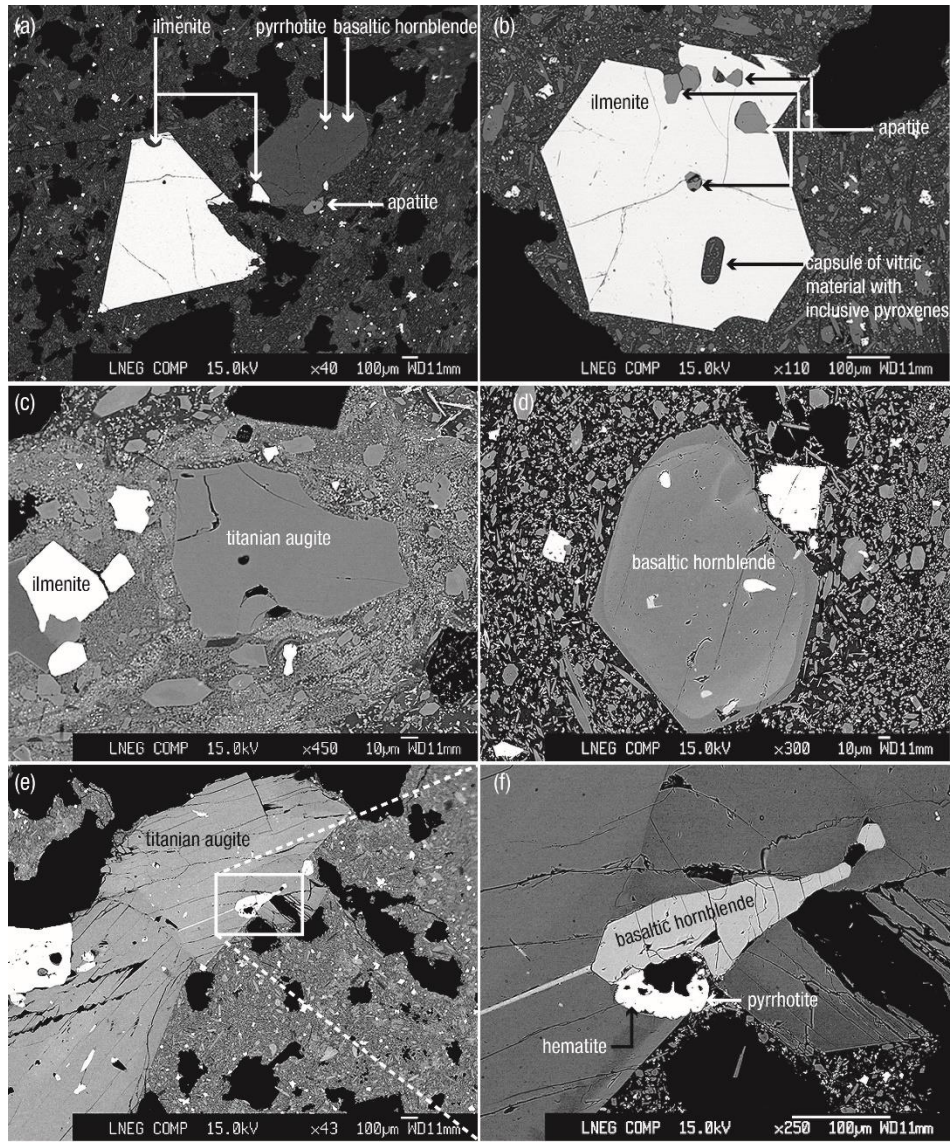 (a)
ilmenite
pyrrhotite
basaltic hornblende
apatite
LNEG COMP 15.0kV ×40 100μm WD11mm
(b)
ilmenite
apatite
capsule of vitric
material with
inclusive pyroxenes
LNEG COMP 15.0kV ×110 100μm WD11mm
(c)
titanian augite
ilmenite
LNEG COMP 15.0kV ×450 10μm WD11mm
(d)
basaltic hornblende
LNEG COMP 15.0kV ×300 10μm WD11mm
(e)
titanian augite
LNEG COMP 15.0kV ×43 100μm WD11mm
(f)
basaltic hornblende
pyrrhotite
hematite
LNEG COMP 15.0kV ×250 100μm WD11mm